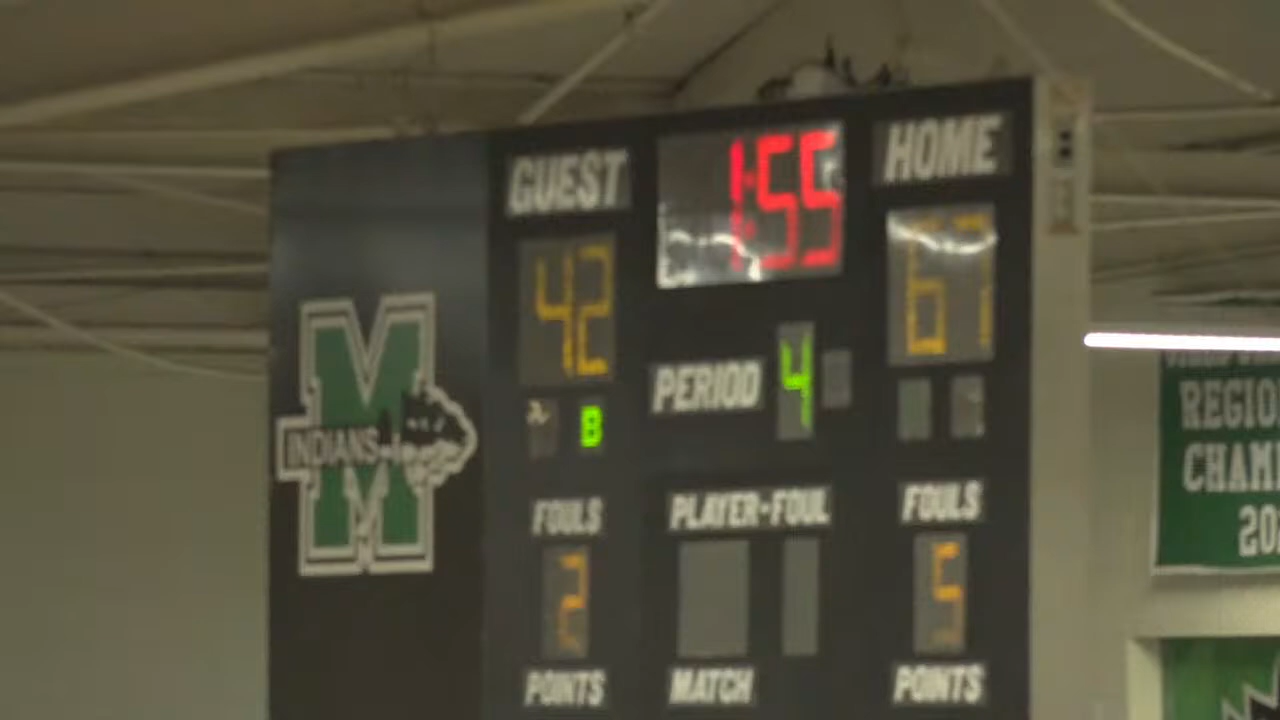 GUEST
1:55
HOME
42
67
PERIOD
4
B
M
INDIANS
FOULS
PLAYER-FOUL
FOULS
2
5
POINTS
MATCH
POINTS
REGIO
CHAM
20